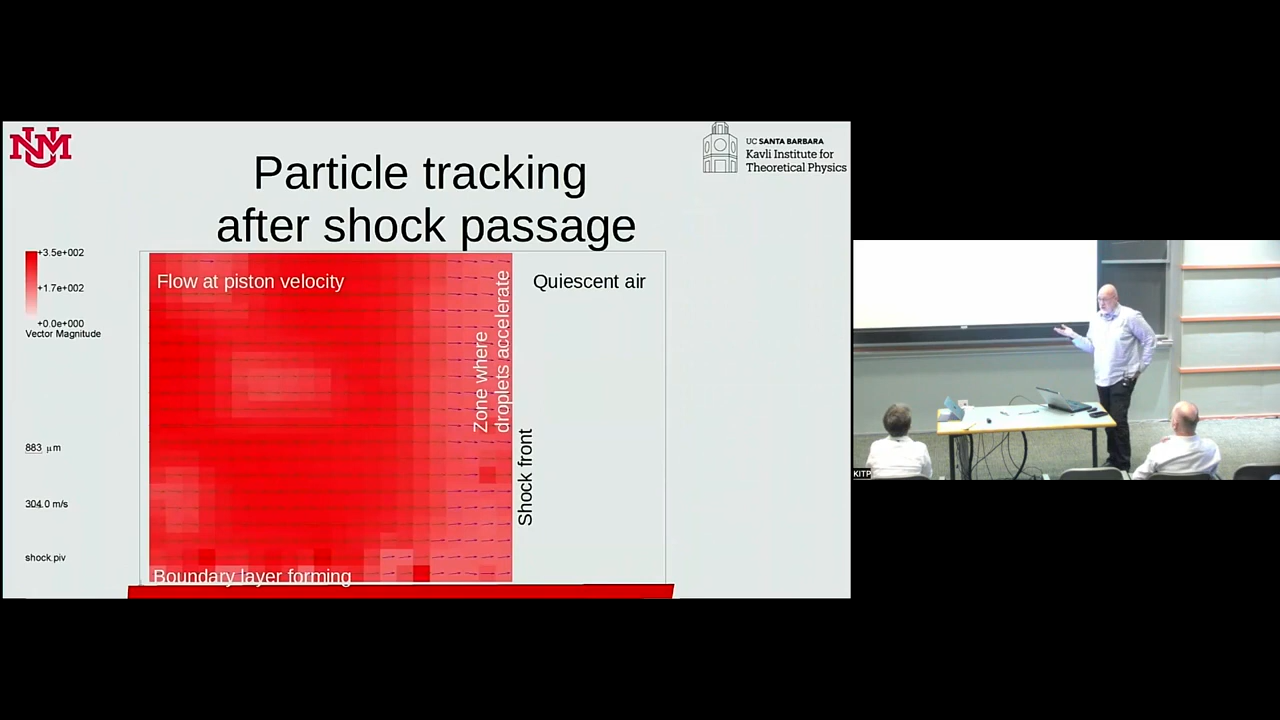 NM
UC SANTA BARBARA
Kavli Institute for
Theoretical Physics
Particle tracking
after shock passage
+3.5e+002
+1.7e+002
+0.0e+000
Vector Magnitude
883 μm
304.0 m/s
shock.piv
Flow at piston velocity
Zone where
droplets accelerate
Quiescent air
Shock front
Boundary layer forming
KITP